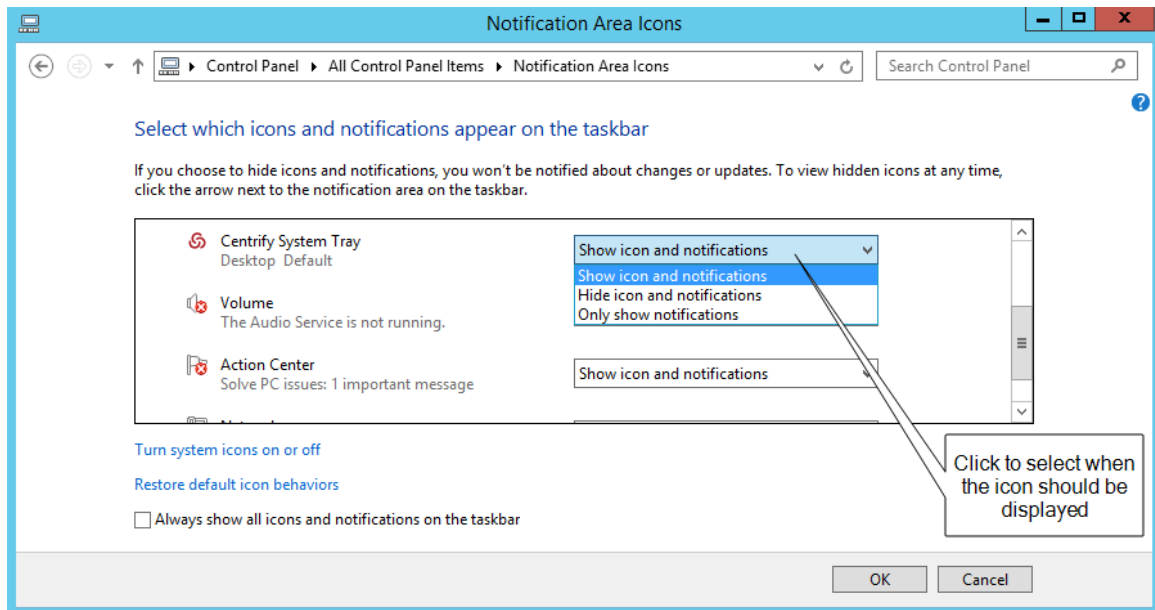 Notification Area Icons
Control Panel All Control Panel Items Notification Area Icons
Search Control Panel
Select which icons and notifications appear on the taskbar
If you choose to hide icons and notifications, you won't be notified about changes or updates. To view hidden icons at any time,
click the arrow next to the notification area on the taskbar.
Centrify System Tray
Desktop Default
Show icon and notifications
Show icon and notifications
Hide icon and notifications
Only show notifications
Volume
The Audio Service is not running.
Action Center
Solve PC issues: 1 important message
Show icon and notifications
Turn system icons on or off
Restore default icon behaviors
Always show all icons and notifications on the taskbar
Click to select when
the icon should be
displayed
OK
Cancel